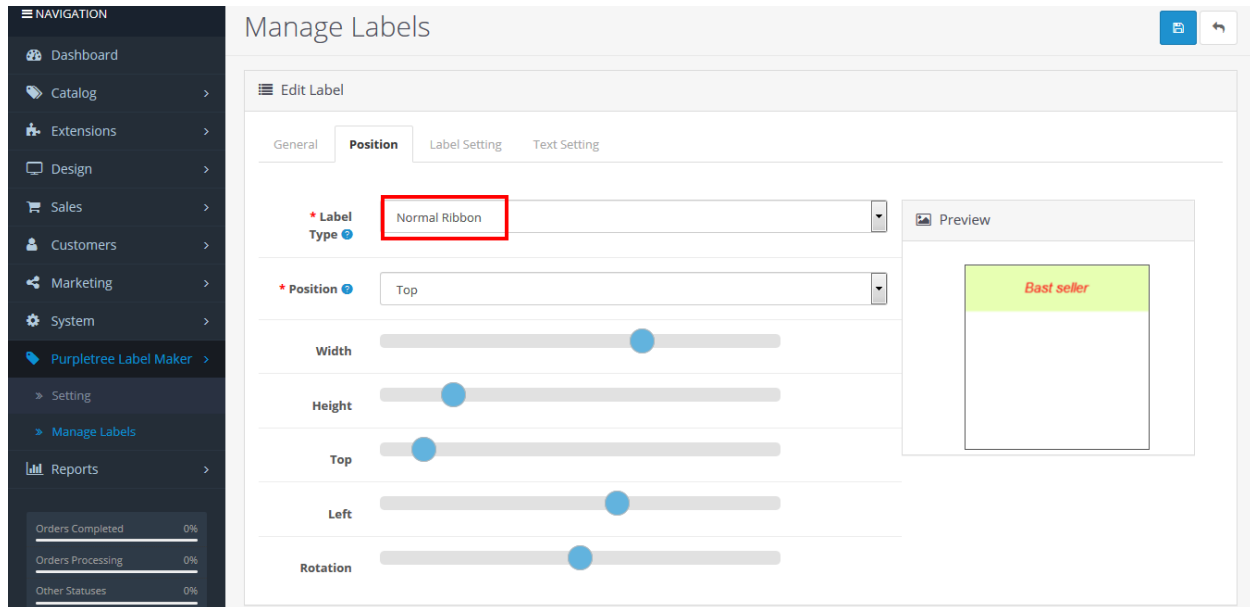 NAVIGATION
Manage Labels
Dashboard
Catalog
Extensions
Design
Sales
Customers
Marketing
System
Purpletree Label Maker
Setting
Manage Labels
Reports
Orders Completed 0%
Orders Processing 0%
Other Statuses 0%
Edit Label
General Position Label Setting Text Setting
* Label
Type
Normal Ribbon
* Position
Top
Width
Height
Top
Left
Rotation
Preview
Bast seller